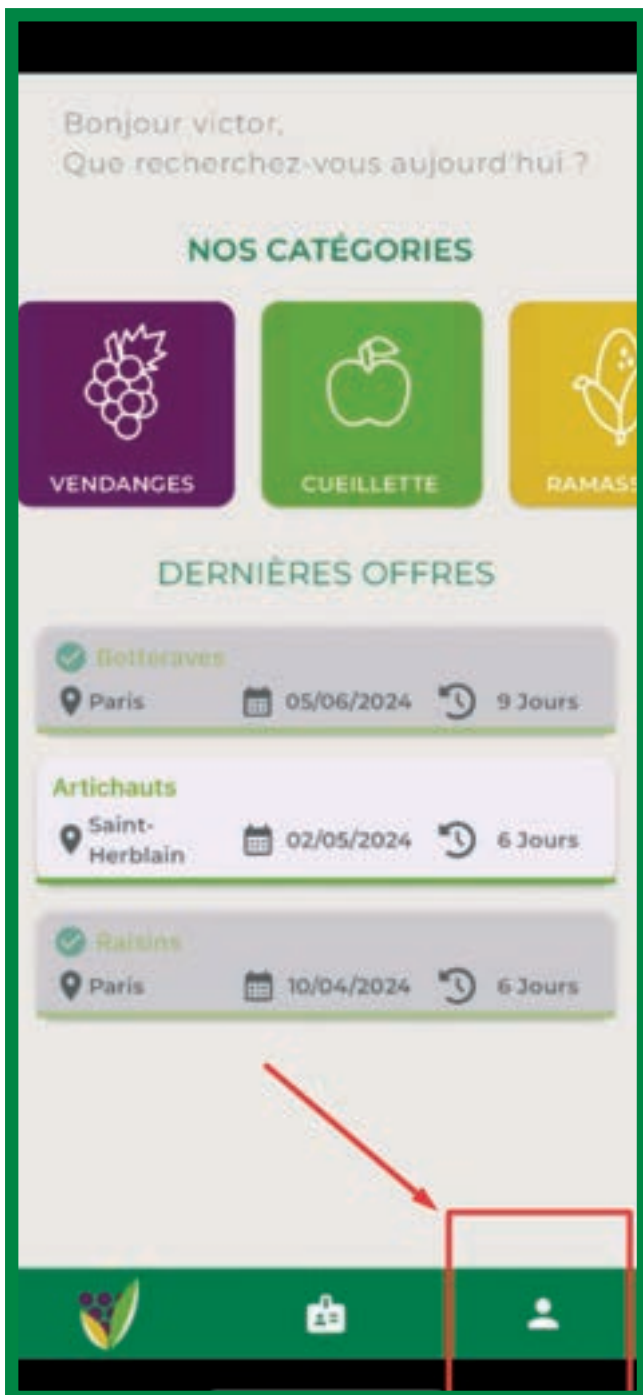 Bonjour victor,
Que recherchez-vous aujourd'hui ?
NOS CATÉGORIES
VENDANGES
CUEILLETTE
RAMASS
DERNIÈRES OFFRES
Betteraves
Paris 05/06/2024 9 Jours
Artichauts
Saint-
Herblain 02/05/2024 6 Jours
Raisins
Paris 10/04/2024 6 Jours